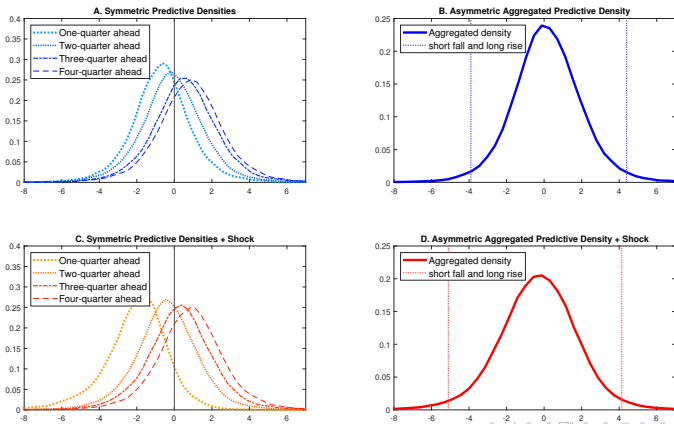 A. Symmetric Predictive Densities
0.4
0.35
0.3
0.25
0.2
0.15
0.1
0.05
0
One-quarter ahead
Two-quarter ahead
Three-quarter ahead
Four-quarter ahead
-8 -6 -4 -2 0 2 4 6
B. Asymmetric Aggregated Predictive Density
0.25
0.2
0.15
0.1
0.05
0
Aggregated density
short fall and long rise
-8 -6 -4 -2 0 2 4 6
C. Symmetric Predictive Densities + Shock
0.4
0.35
0.3
0.25
0.2
0.15
0.1
0.05
0
One-quarter ahead
Two-quarter ahead
Three-quarter ahead
Four-quarter ahead
-8 -6 -4 -2 0 2 4 6
D. Asymmetric Aggregated Predictive Density + Shock
0.25
0.2
0.15
0.1
0.05
0
Aggregated density
short fall and long rise
-8 -6 -4 -2 0 2 4 6